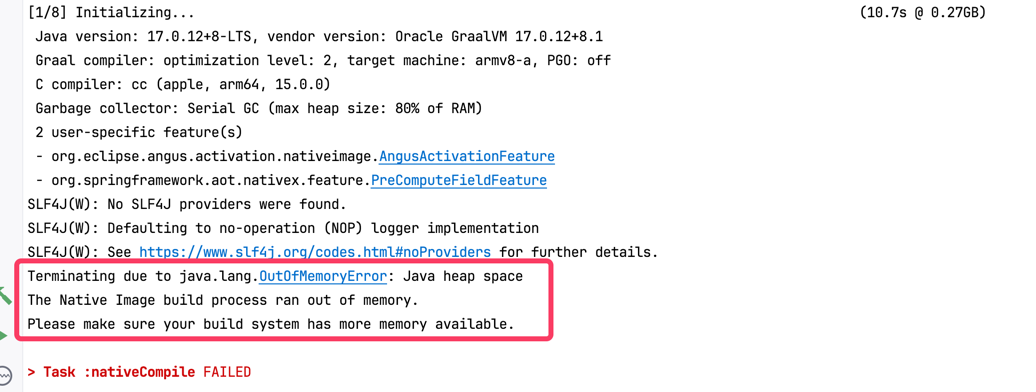 [1/8] Initializing... (10.7s @ 0.27GB)
Java version: 17.0.12+8-LTS, vendor version: Oracle GraalVM 17.0.12+8.1
Graal compiler: optimization level: 2, target machine: armv8-a, PGO: off
C compiler: cc (apple, arm64, 15.0.0)
Garbage collector: Serial GC (max heap size: 80% of RAM)
2 user-specific feature(s)
- org.eclipse.angus.activation.nativeimage.AngusActivationFeature
- org.springframework.aot.nativex.feature.PreComputeFieldFeature
SLF4J(W): No SLF4J providers were found.
SLF4J(W): Defaulting to no-operation (NOP) logger implementation
SLF4J(W): See https://www.slf4j.org/codes.html#noProviders for further details.
Terminating due to java.lang.OutOfMemoryError: Java heap space
The Native Image build process ran out of memory.
Please make sure your build system has more memory available.
> Task :nativeCompile FAILED